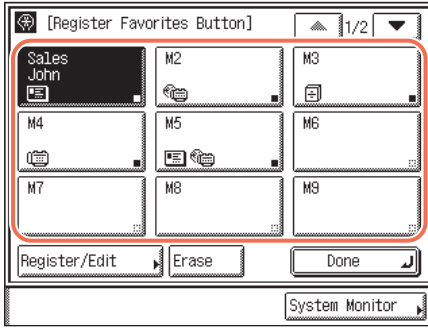 [Register Favorites Button]
1/2
Sales
John
M2
M3
M4
M5
M6
M7
M8
M9
Register/Edit
Erase
Done
System Monitor